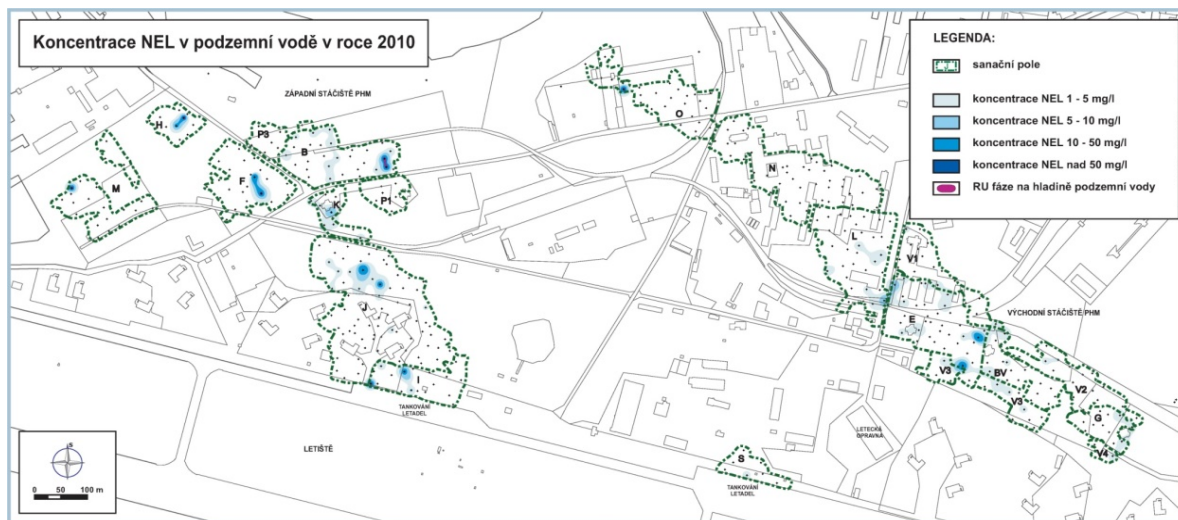 Koncentrace NEL v podzemní vodě v roce 2010
LEGENDA:
sanační pole
koncentrace NEL 1 - 5 mg/l
koncentrace NEL 5 - 10 mg/l
koncentrace NEL 10 - 50 mg/l
koncentrace NEL nad 50 mg/l
RU fáze na hladině podzemní vody
ZÁPADNÍ STÁČIŠTĚ PHM
H
P3
B
O
M
F
P1
K
N
L
V1
J
E
VÝCHODNÍ STÁČIŠTĚ PHM
I
V3
BV
V3
V2
G
V4
TANKOVÁNÍ
LETADEL
LETIŠTĚ
LETECKÁ
OPRAVNA
S
TANKOVÁNÍ
LETADEL
S
0 50 100 m